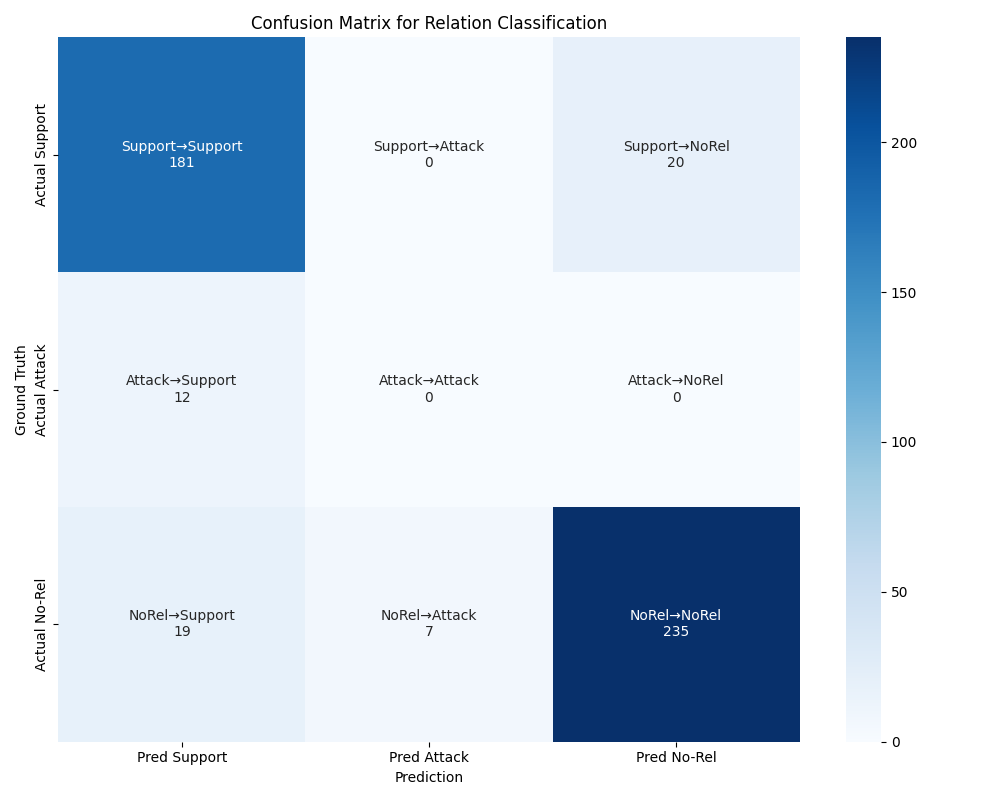 Confusion Matrix for Relation Classification
Ground Truth
Actual Support
Support→Support
181
Support→Attack
0
Support→NoRel
20
Actual Attack
Attack→Support
12
Attack→Attack
0
Attack→NoRel
0
Actual No-Rel
NoRel→Support
19
NoRel→Attack
7
NoRel→NoRel
235
Pred Support
Pred Attack
Pred No-Rel
Prediction
200
150
100
50
0